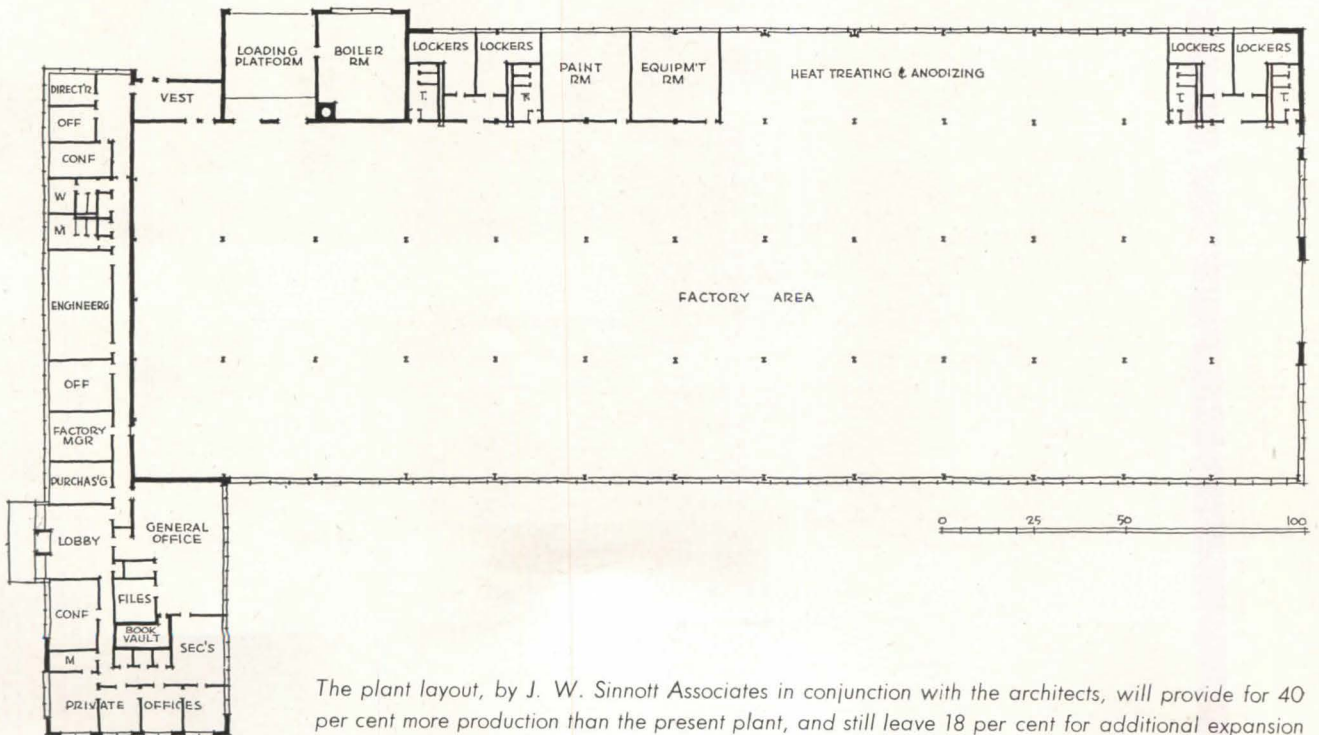 LOADING
PLATFORM
BOILER
RM
LOCKERS
LOCKERS
PAINT
RM
EQUIPM'T
RM
HEAT TREATING & ANODIZING
LOCKERS
LOCKERS
DIRECT'R
VEST
T.
T.
T.
OFF
CONF
W
M
ENGINEERG
FACTORY AREA
OFF
FACTORY
MGR
PURCHAS'G
LOBBY
GENERAL
OFFICE
0 25 50 100
CONF
FILES
BOOK
VAULT
SEC'S
M
PRIVATE OFFICES
The plant layout, by J. W. Sinnott Associates in conjunction with the architects, will provide for 40
per cent more production than the present plant, and still leave 18 per cent for additional expansion